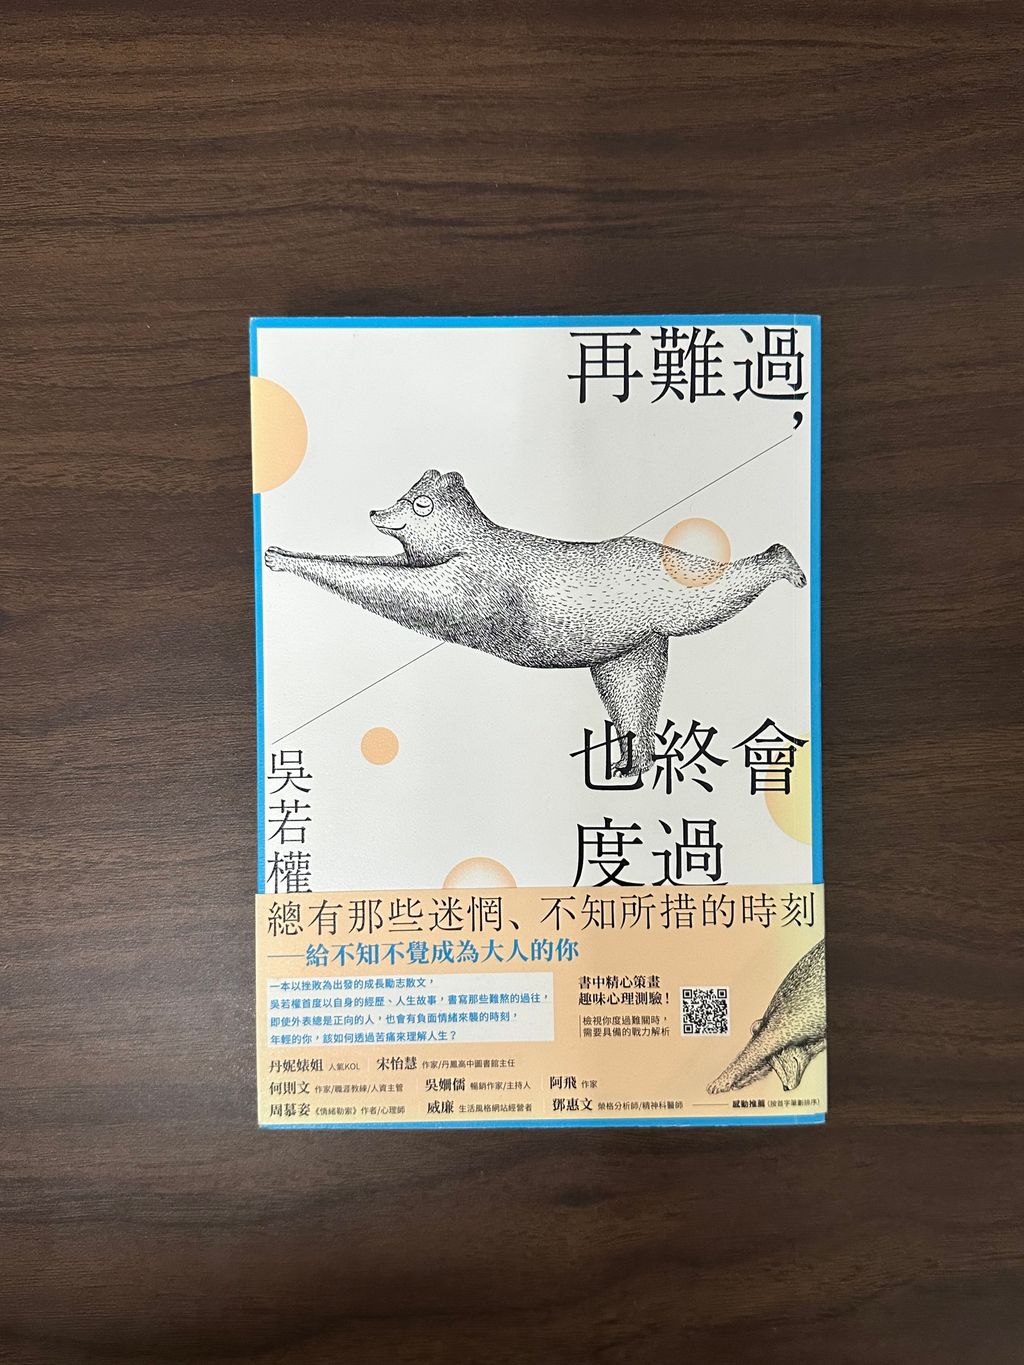 再難過，
也終會
度過
吳若權
總有那些迷惘、不知所措的時刻
——給不知不覺成為大人的你
一本以挫敗為出發的成長勵志散文，
吳若權首度以自身的經歷、人生故事，書寫那些難熬的過往，
即使外表總是正向的人，也會有負面情緒來襲的時刻，
年輕的你，該如何透過苦痛來理解人生？
書中精心策畫
趣味心理測驗！
檢視你度過難關時，
需要具備的戰力解析
丹妮婊姐 人氣KOL｜宋怡慧 作家/丹鳳高中圖書館主任
何則文 作家/職涯教練/人資主管｜吳姍儒 暢銷作家/主持人｜阿飛 作家
周慕姿《情緒勒索》作者/心理師｜威廉 生活風格網站經營者｜鄧惠文 榮格分析師/精神科醫師——感動推薦（按首字筆劃排序）